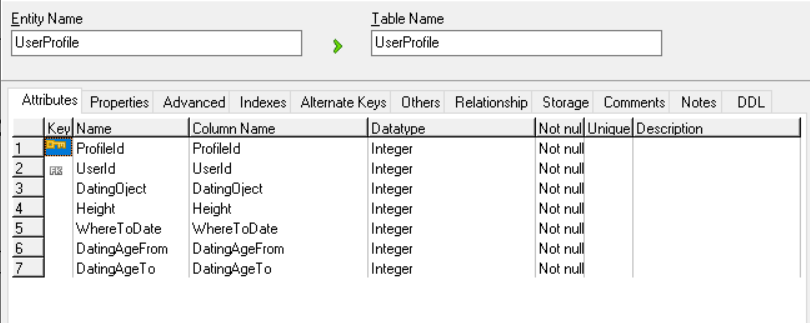 Entity Name Table Name
UserProfile UserProfile
Attributes Properties Advanced Indexes Alternate Keys Others Relationship Storage Comments Notes DDL
Key Name Column Name Datatype Not nul Unique Description
1 ProfileId ProfileId Integer Not null
2 FK UserId UserId Integer Not null
3 DatingOject DatingOject Integer Not null
4 Height Height Integer Not null
5 WhereToDate WhereToDate Integer Not null
6 DatingAgeFrom DatingAgeFrom Integer Not null
7 DatingAgeTo DatingAgeTo Integer Not null